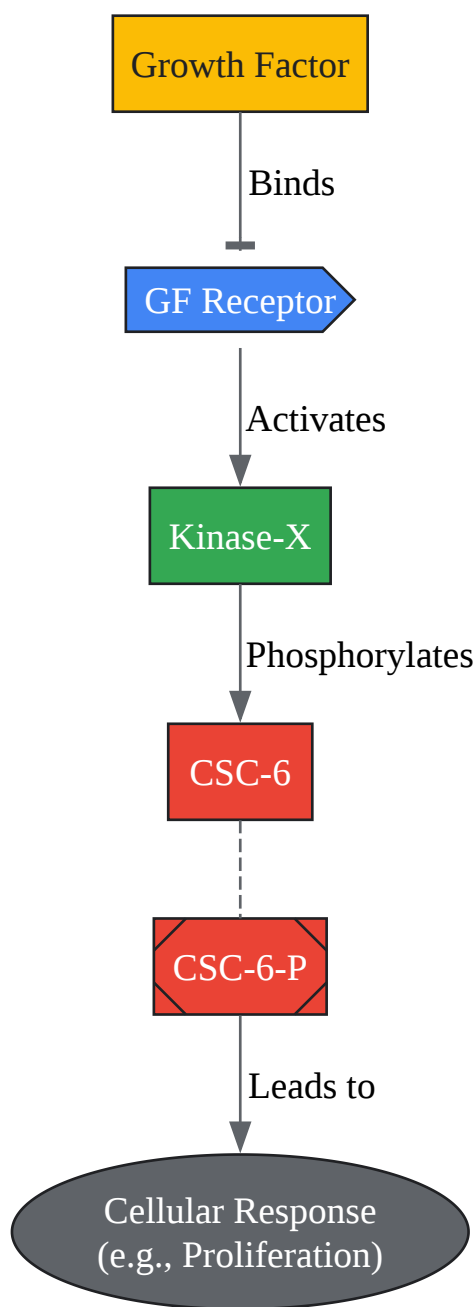 Growth Factor
Binds
GF Receptor
Activates
Kinase-X
Phosphorylates
CSC-6
CSC-6-P
Leads to
Cellular Response
(e.g., Proliferation)